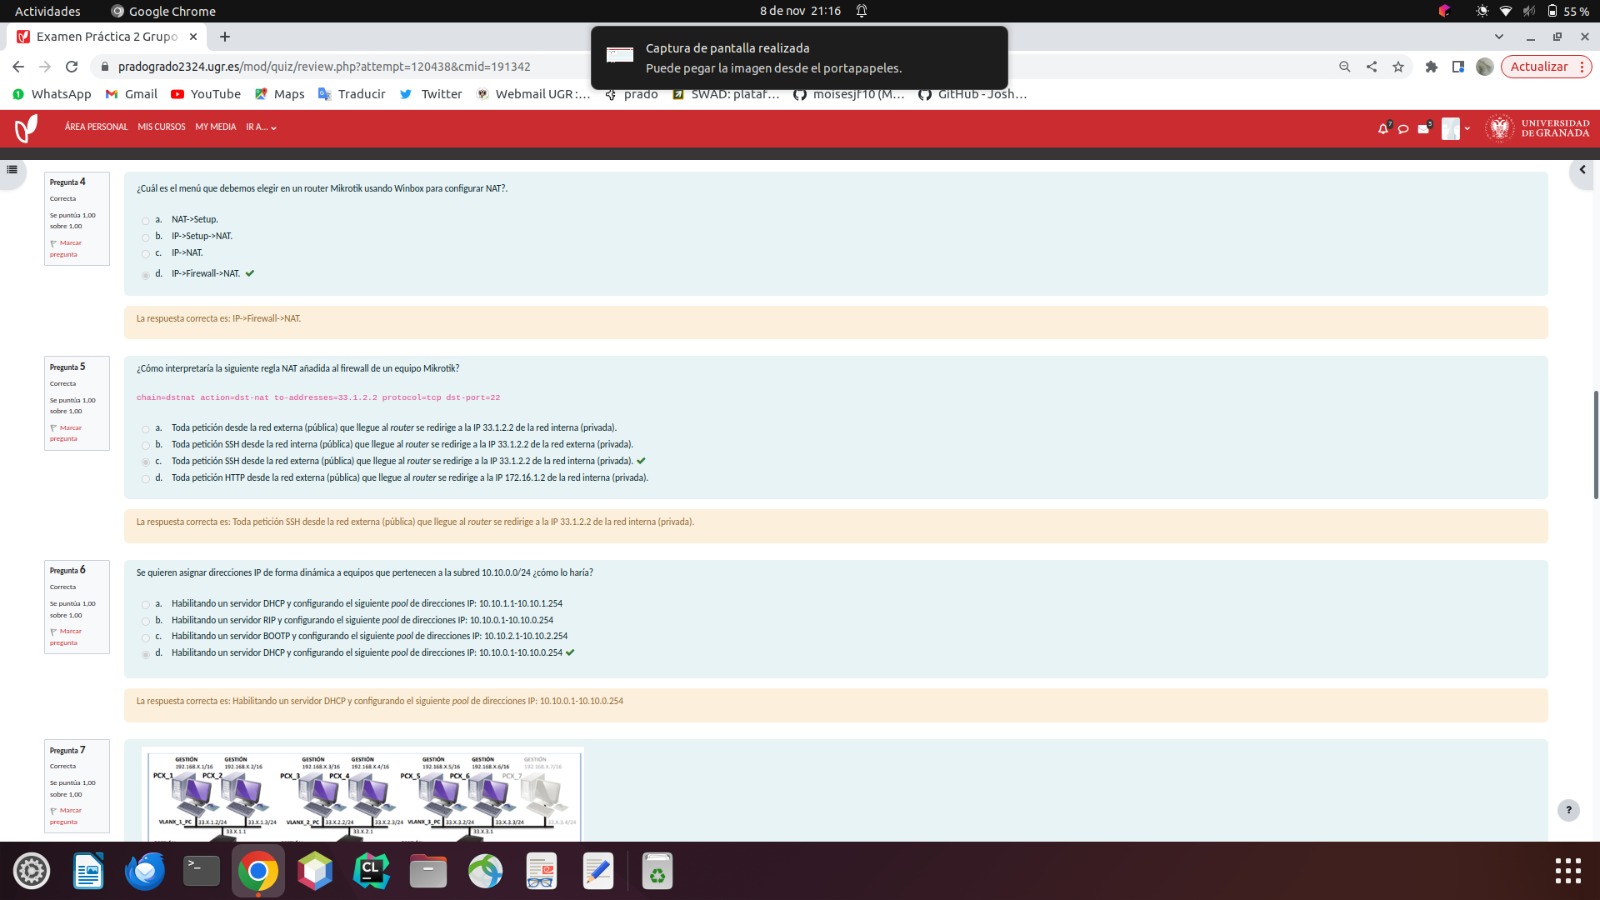 Actividades
Google Chrome
8 de nov 21:16
55 %
Examen Práctica 2 Grupo
Captura de pantalla realizada
Puede pegar la imagen desde el portapapeles.
pradogrado2324.ugr.es/mod/quiz/review.php?attempt=120438&cmid=191342
Actualizar
WhatsApp
Gmail
YouTube
Maps
Traducir
Twitter
Webmail UGR :...
prado
SWAD: plataf...
moisesjf10 (M...
GitHub - Josh...
ÁREA PERSONAL
MIS CURSOS
MY MEDIA
IR A...
UNIVERSIDAD
DE GRANADA
Pregunta 4
Correcta
Se puntúa 1,00
sobre 1,00
Marcar
pregunta
¿Cuál es el menú que debemos elegir en un router Mikrotik usando Winbox para configurar NAT?.
a. NAT->Setup.
b. IP->Setup->NAT.
c. IP->NAT.
d. IP->Firewall->NAT.
La respuesta correcta es: IP->Firewall->NAT.
Pregunta 5
Correcta
Se puntúa 1,00
sobre 1,00
Marcar
pregunta
¿Cómo interpretaría la siguiente regla NAT añadida al firewall de un equipo Mikrotik?
chain=dstnat action=dst-nat to-addresses=33.1.2.2 protocol=tcp dst-port=22
a. Toda petición desde la red externa (pública) que llegue al router se redirige a la IP 33.1.2.2 de la red interna (privada).
b. Toda petición SSH desde la red interna (pública) que llegue al router se redirige a la IP 33.1.2.2 de la red externa (privada).
c. Toda petición SSH desde la red externa (pública) que llegue al router se redirige a la IP 33.1.2.2 de la red interna (privada).
d. Toda petición HTTP desde la red externa (pública) que llegue al router se redirige a la IP 172.16.1.2 de la red interna (privada).
La respuesta correcta es: Toda petición SSH desde la red externa (pública) que llegue al router se redirige a la IP 33.1.2.2 de la red interna (privada).
Pregunta 6
Correcta
Se puntúa 1,00
sobre 1,00
Marcar
pregunta
Se quieren asignar direcciones IP de forma dinámica a equipos que pertenecen a la subred 10.10.0.0/24 ¿cómo lo haría?
a. Habilitando un servidor DHCP y configurando el siguiente pool de direcciones IP: 10.10.1.1-10.10.1.254
b. Habilitando un servidor RIP y configurando el siguiente pool de direcciones IP: 10.10.0.1-10.10.0.254
c. Habilitando un servidor BOOTP y configurando el siguiente pool de direcciones IP: 10.10.2.1-10.10.2.254
d. Habilitando un servidor DHCP y configurando el siguiente pool de direcciones IP: 10.10.0.1-10.10.0.254
La respuesta correcta es: Habilitando un servidor DHCP y configurando el siguiente pool de direcciones IP: 10.10.0.1-10.10.0.254
Pregunta 7
Correcta
Se puntúa 1,00
sobre 1,00
Marcar
pregunta
GESTIÓN GESTIÓN GESTIÓN GESTIÓN GESTIÓN GESTIÓN GESTIÓN
192.168.X.1/16 192.168.X.2/16 192.168.X.3/16 192.168.X.4/16 192.168.X.5/16 192.168.X.6/16 192.168.X.7/16
PCX_1 PCX_2 PCX_3 PCX_4 PCX_5 PCX_6 PCX_7
VLANX_1_PC 33.X.1.2/24 33.X.1.3/24 VLANX_2_PC 33.X.2.2/24 33.X.2.3/24 VLANX_3_PC 33.X.3.2/24 33.X.3.3/24 33.X.3.4/24
33.X.1.1 33.X.2.1 33.X.3.1
?